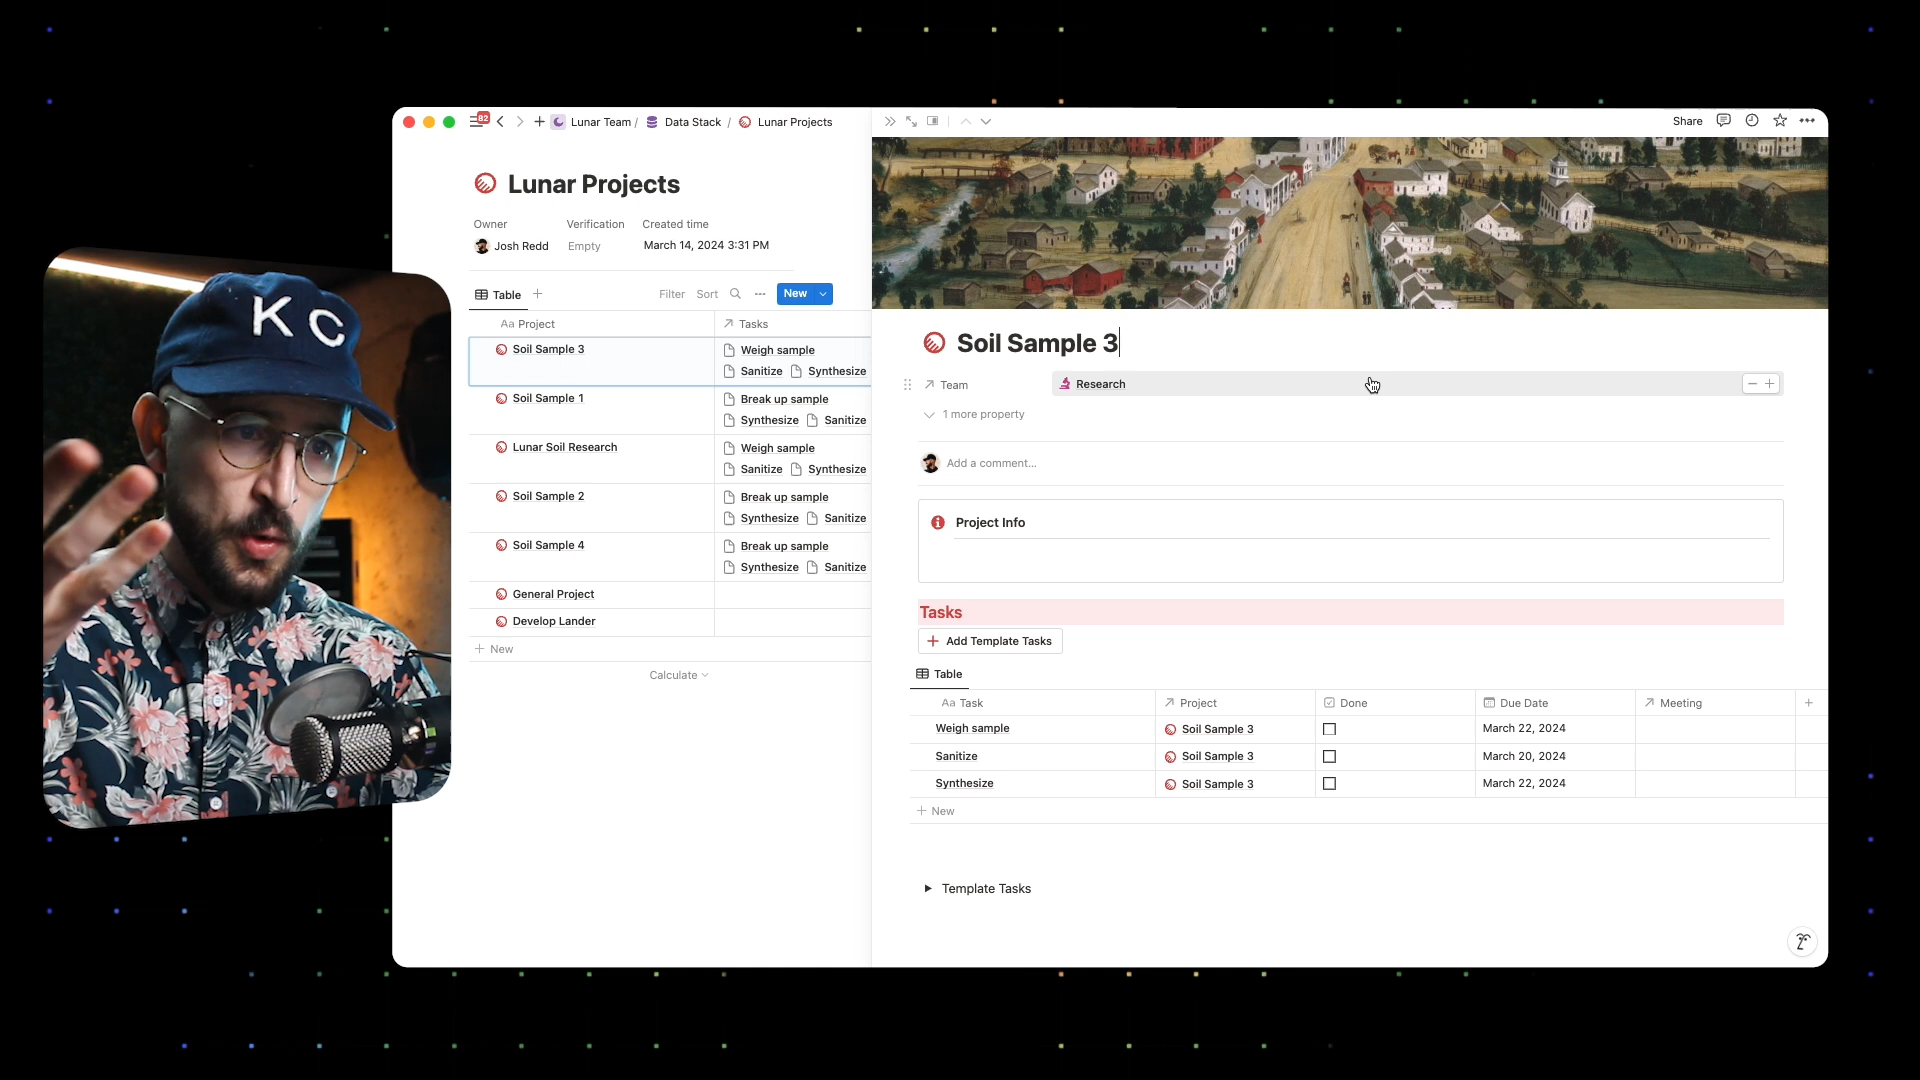 82
Lunar Team / Data Stack / Lunar Projects
Lunar Projects
Owner Verification Created time
Josh Redd Empty March 14, 2024 3:31 PM
Table
Filter Sort New
Aa Project Tasks
Soil Sample 3 Weigh sample
Sanitize Synthesize
Soil Sample 1 Break up sample
Synthesize Sanitize
Lunar Soil Research Weigh sample
Sanitize Synthesize
Soil Sample 2 Break up sample
Synthesize Sanitize
Soil Sample 4 Break up sample
Synthesize Sanitize
General Project
Develop Lander
New
Calculate
K C
Share
Soil Sample 3
Team Research
1 more property
Add a comment...
Project Info
Tasks
Add Template Tasks
Table
Aa Task Project Done Due Date Meeting
Weigh sample Soil Sample 3 March 22, 2024
Sanitize Soil Sample 3 March 20, 2024
Synthesize Soil Sample 3 March 22, 2024
New
Template Tasks